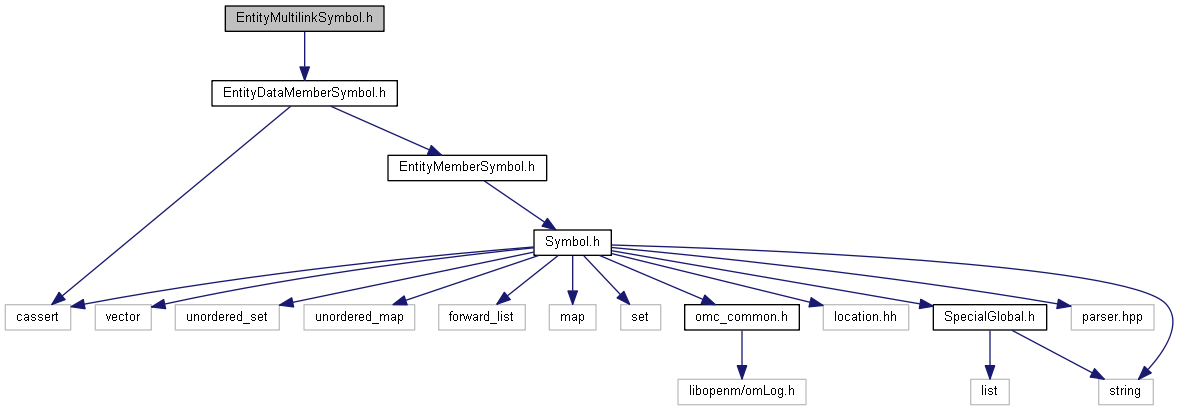 EntityMultilinkSymbol.h
EntityDataMemberSymbol.h
EntityMemberSymbol.h
Symbol.h
cassert
vector
unordered_set
unordered_map
forward_list
map
set
omc_common.h
location.hh
SpecialGlobal.h
parser.hpp
libopenm/omLog.h
list
string